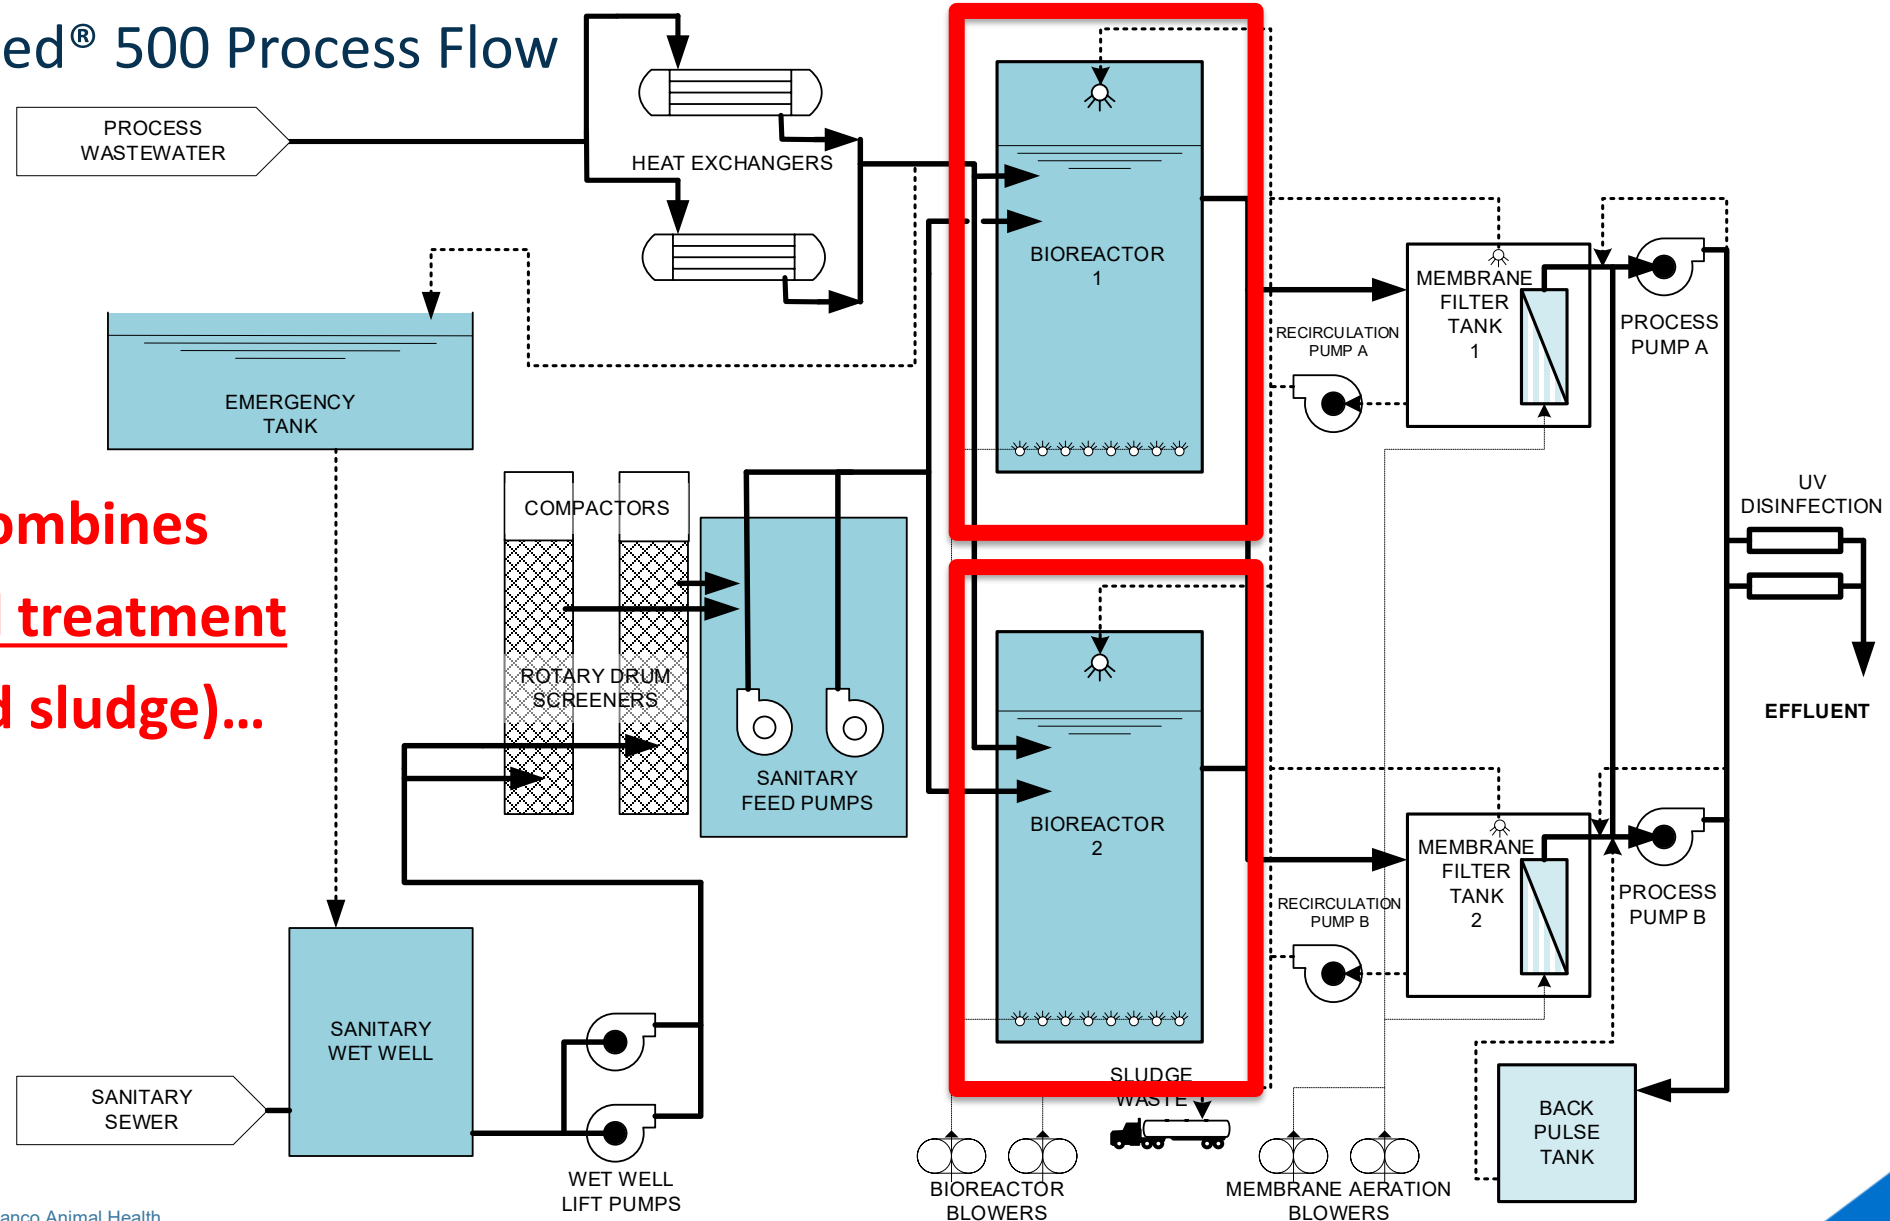 ed® 500 Process Flow
PROCESS
WASTEWATER
HEAT EXCHANGERS
BIOREACTOR
1
MEMBRANE
FILTER
TANK
1
RECIRCULATION
PUMP A
PROCESS
PUMP A
EMERGENCY
TANK
COMPACTORS
UV
DISINFECTION
ombines
treatment
sludge)...
ROTARY DRUM
SCREENERS
SANITARY
FEED PUMPS
EFFLUENT
BIOREACTOR
2
MEMBRANE
FILTER
TANK
2
RECIRCULATION
PUMP B
PROCESS
PUMP B
SANITARY
WET WELL
SANITARY
SEWER
WET WELL
LIFT PUMPS
SLUDGE
WASTE
BIOREACTOR
BLOWERS
MEMBRANE AERATION
BLOWERS
BACK
PULSE
TANK
anco Animal Health